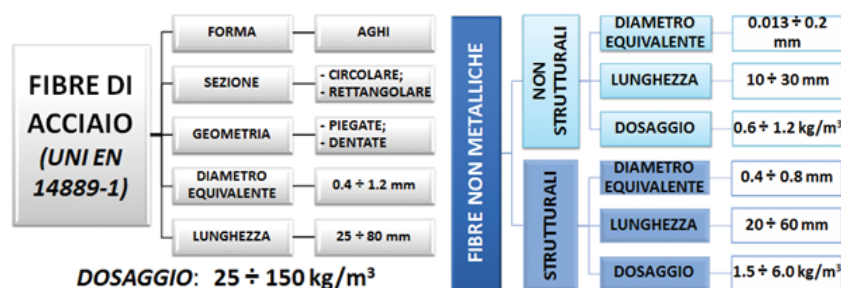 FIBRE DI
ACCIAIO
(UNI EN
14889-1)
FORMA
AGHI
SEZIONE
- CIRCOLARE;
- RETTANGOLARE
GEOMETRIA
- PIEGATE;
- DENTATE
DIAMETRO
EQUIVALENTE
0.4 ÷ 1.2 mm
LUNGHEZZA
25 ÷ 80 mm
DOSAGGIO: 25 ÷ 150 kg/m³
FIBRE NON METALLICHE
NON
STRUTTURALI
DIAMETRO
EQUIVALENTE
0.013 ÷ 0.2
mm
LUNGHEZZA
10 ÷ 30 mm
DOSAGGIO
0.6 ÷ 1.2 kg/m³
STRUTTURALI
DIAMETRO
EQUIVALENTE
0.4 ÷ 0.8 mm
LUNGHEZZA
20 ÷ 60 mm
DOSAGGIO
1.5 ÷ 6.0 kg/m³